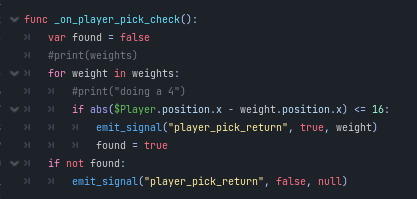 func _on_player_pick_check():
var found = false
#print(weights)
for weight in weights:
#print("doing a 4")
if abs($Player.position.x - weight.position.x) <= 16:
emit_signal("player_pick_return", true, weight)
found = true
if not found:
emit_signal("player_pick_return", false, null)